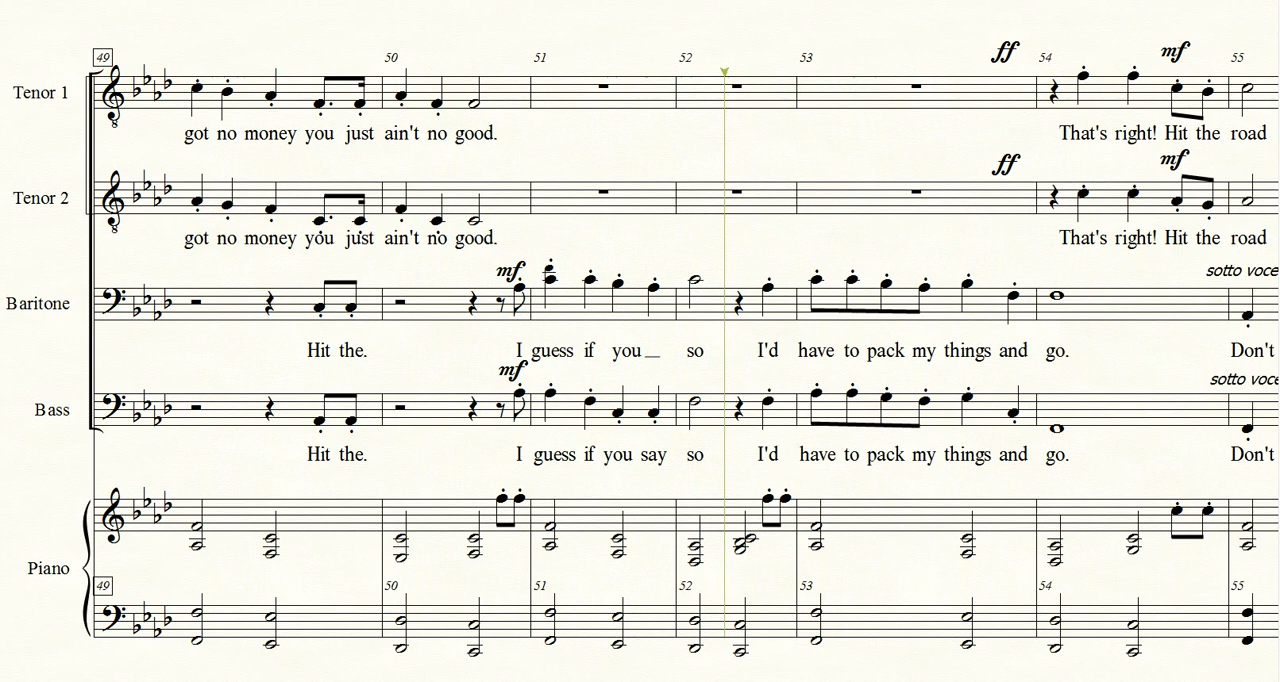 49 50 51 52 53 ff 54 mf 55
Tenor 1
got no money you just ain't no good. That's right! Hit the road
ff mf
Tenor 2
got no money you just ain't no good. That's right! Hit the road
mf sotto voce
Baritone
Hit the. I guess if you_ so I'd have to pack my things and go. Don't
mf sotto voce
Bass
Hit the. I guess if you say so I'd have to pack my things and go. Don't
Piano
49 50 51 52 53 54 55